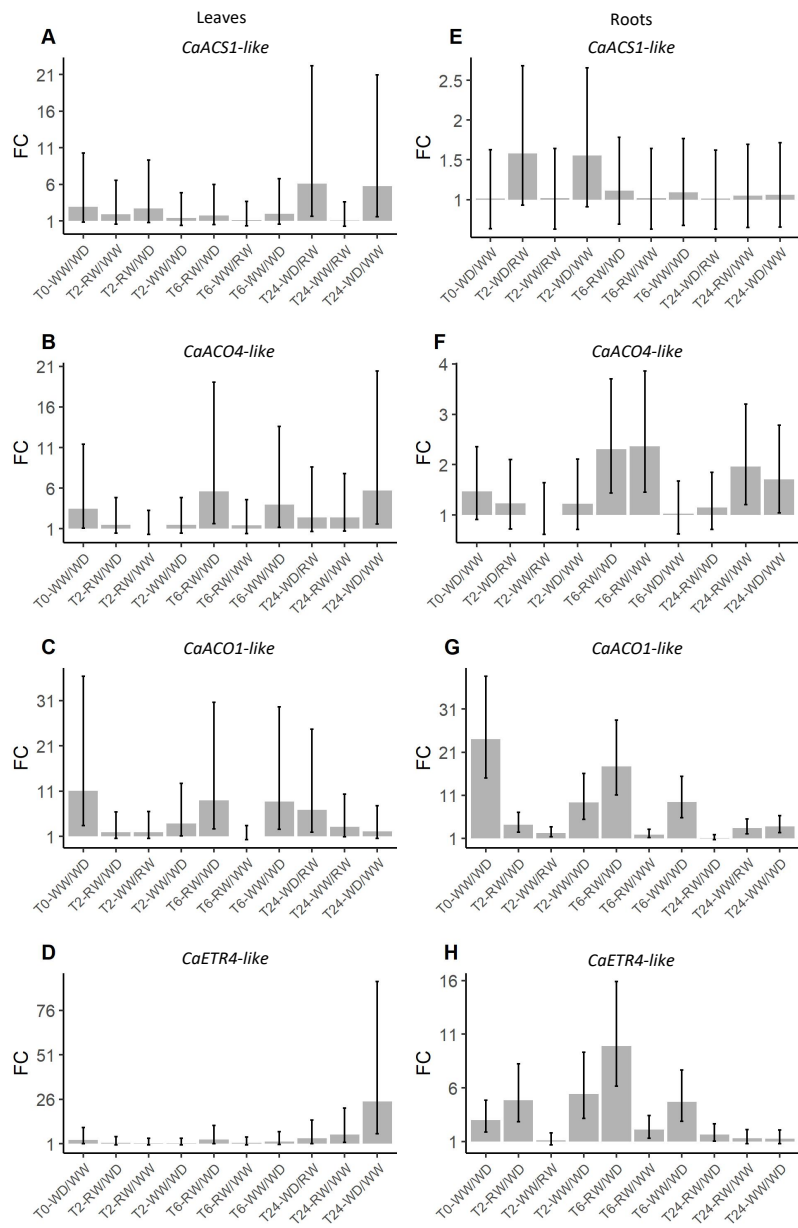 Leaves
Roots
A
CaACS1-like
FC
21
16
11
6
1
T0-WW/WD
T2-RW/WW
T2-RW/WD
T2-WW/WD
T6-RW/WD
T6-WW/RW
T6-WW/WD
T24-WD/RW
T24-WW/RW
T24-WD/WW
E
CaACS1-like
FC
2.5
2
1.5
1
T0-WD/WW
T2-WD/RW
T2-WW/RW
T2-WD/WW
T6-RW/WD
T6-RW/WW
T6-WW/WD
T24-WD/RW
T24-RW/WW
T24-WD/WW
B
CaACO4-like
FC
21
16
11
6
1
T0-WW/WD
T2-RW/WD
T2-RW/WW
T2-WW/WD
T6-RW/WD
T6-RW/WW
T6-WW/WD
T24-WD/RW
T24-RW/WW
T24-WD/WW
F
CaACO4-like
FC
4
3
2
1
T0-WD/WW
T2-WD/RW
T2-WW/RW
T2-WD/WW
T6-RW/WD
T6-RW/WW
T6-WD/WW
T24-RW/WD
T24-RW/WW
T24-WD/WW
C
CaACO1-like
FC
31
21
11
1
T0-WW/WD
T2-RW/WD
T2-WW/RW
T2-WW/WD
T6-RW/WD
T6-RW/WW
T6-WW/WD
T24-WD/RW
T24-WW/RW
T24-WD/WW
G
CaACO1-like
FC
31
21
11
1
T0-WW/WD
T2-RW/WD
T2-WW/RW
T2-WW/WD
T6-RW/WD
T6-RW/WW
T6-WW/WD
T24-RW/WD
T24-WW/RW
T24-WW/WD
D
CaETR4-like
FC
76
51
26
1
T0-WD/WW
T2-RW/WD
T2-RW/WW
T2-WW/WD
T6-RW/WD
T6-RW/WW
T6-WW/WD
T24-WD/RW
T24-RW/WW
T24-WD/WW
H
CaETR4-like
FC
16
11
6
1
T0-WW/WD
T2-RW/WD
T2-WW/RW
T2-WW/WD
T6-RW/WD
T6-RW/WW
T6-WW/WD
T24-RW/WD
T24-RW/WW
T24-WW/WD